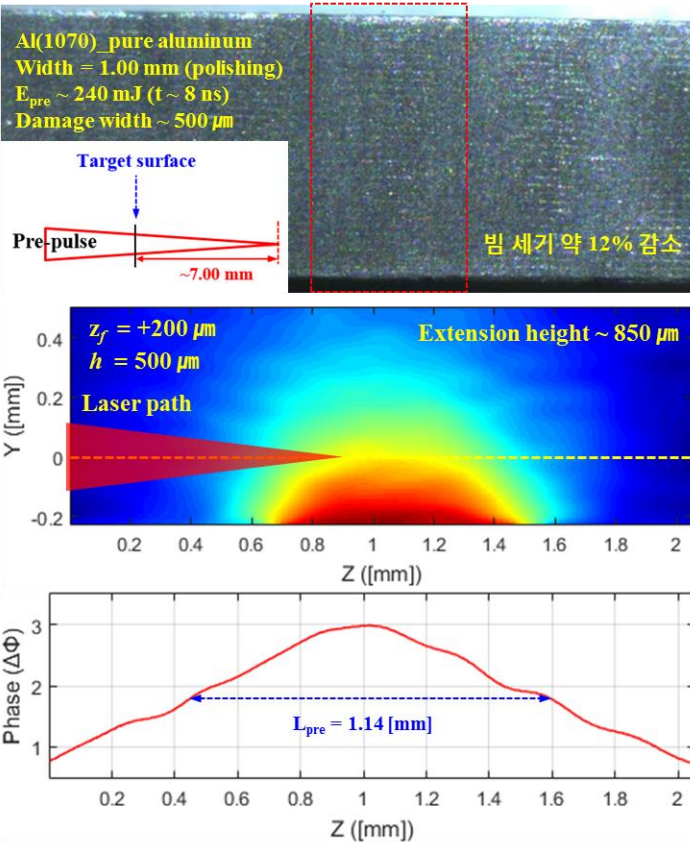 Al(1070)_pure aluminum
Width = 1.00 mm (polishing)
E_pre ~ 240 mJ (t ~ 8 ns)
Damage width ~ 500 ㎛
Target surface
Pre-pulse
~7.00 mm
빔 세기 약 12% 감소
z_f = +200 ㎛
h = 500 ㎛
Extension height ~ 850 ㎛
Laser path
Y ([mm])
0.4
0.2
0
-0.2
0.2 0.4 0.6 0.8 1 1.2 1.4 1.6 1.8 2
Z ([mm])
Phase (ΔΦ)
3
2
1
L_pre = 1.14 [mm]
0.2 0.4 0.6 0.8 1 1.2 1.4 1.6 1.8 2
Z ([mm])